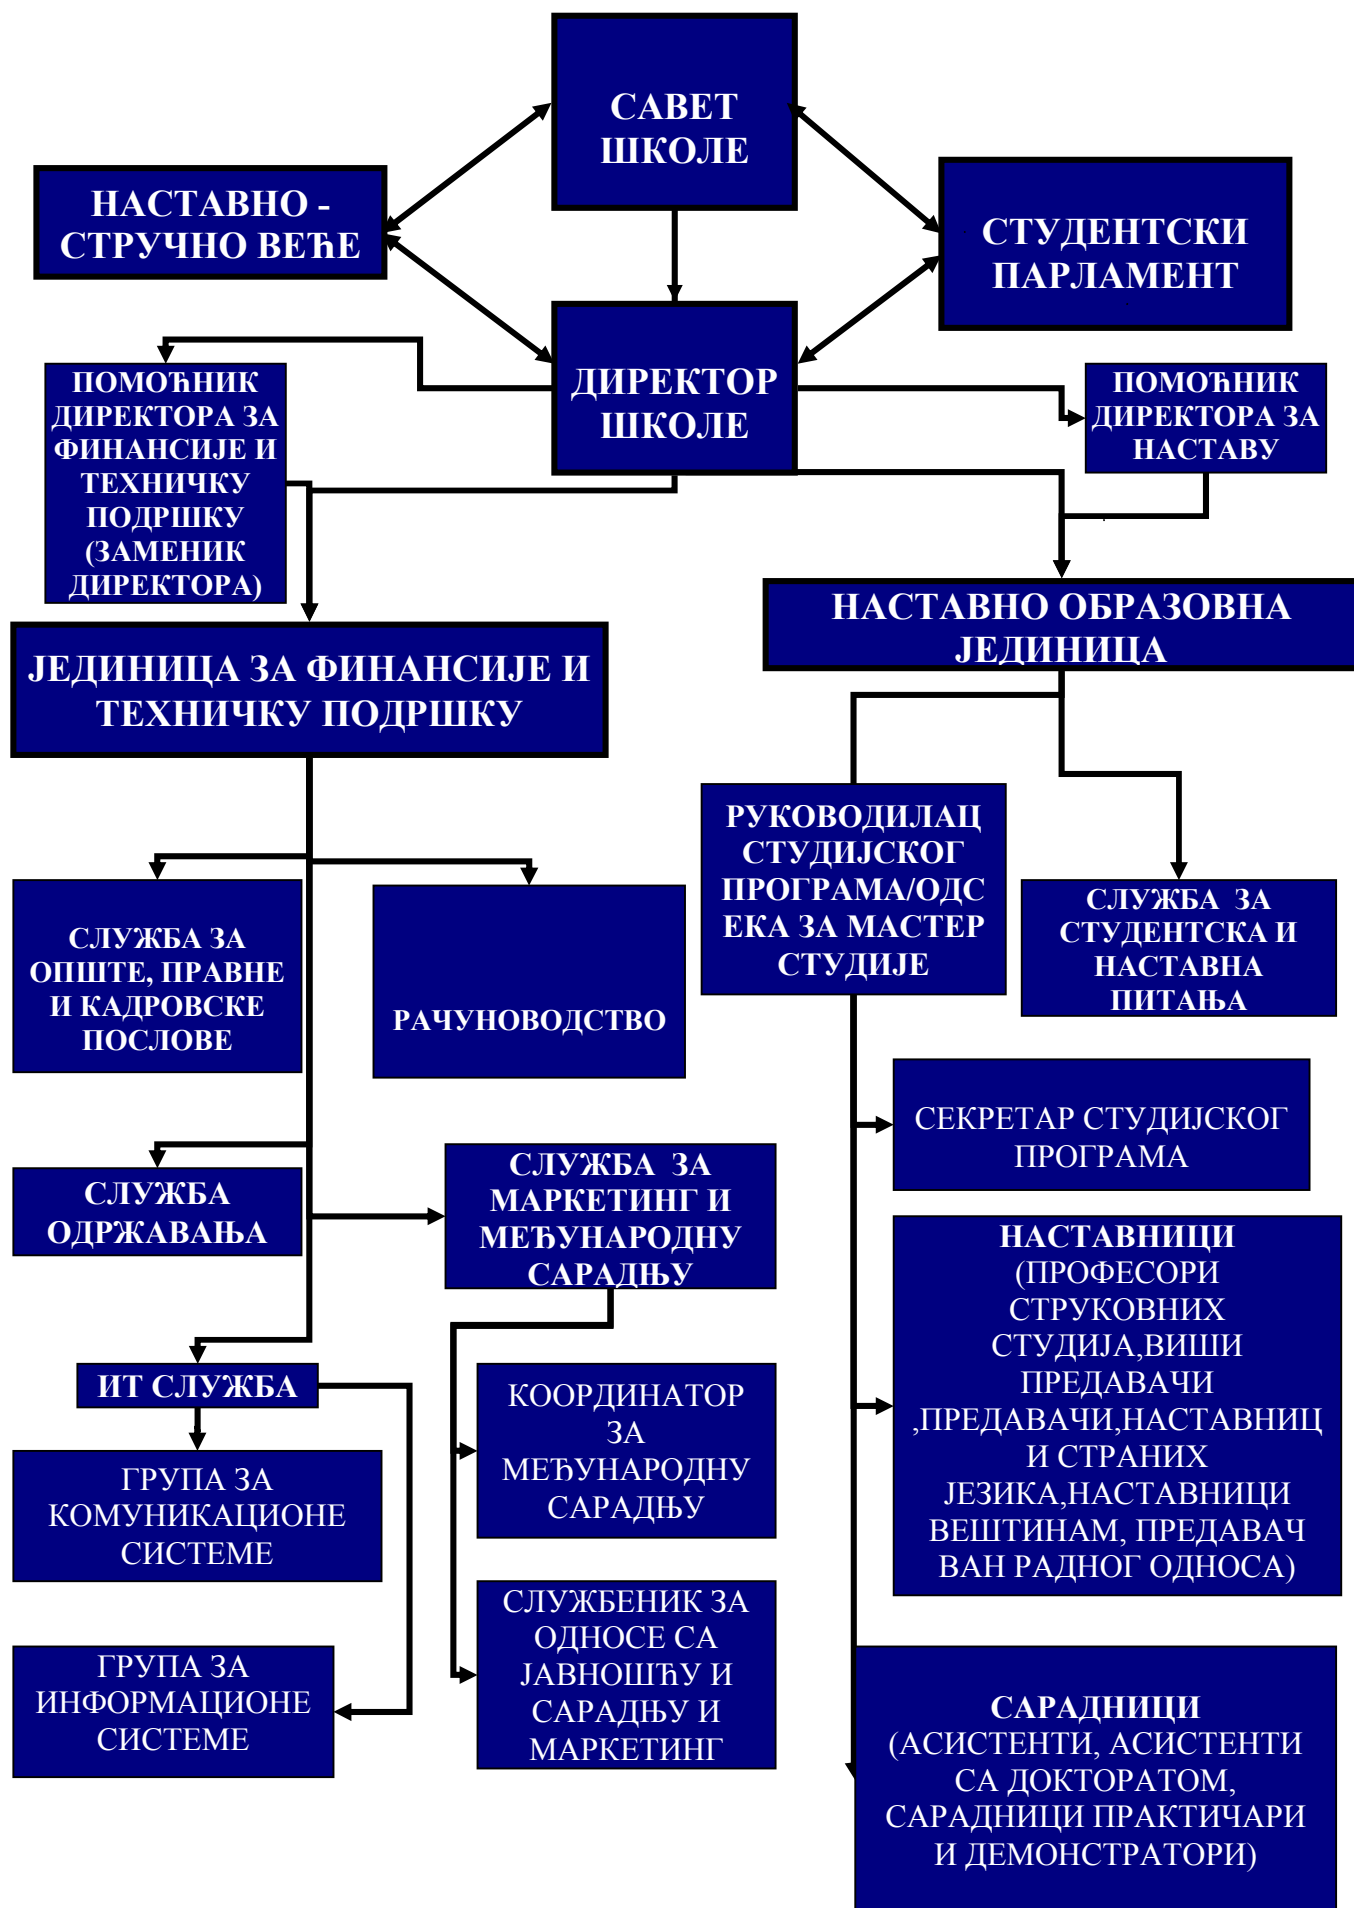 САВЕТ
ШКОЛЕ
НАСТАВНО -
СТРУЧНО ВЕЋЕ
СТУДЕНТСКИ
ПАРЛАМЕНТ
ДИРЕКТОР
ШКОЛЕ
ПОМОЋНИК
ДИРЕКТОРА ЗА
ФИНАНСИЈЕ И
ТЕХНИЧКУ
ПОДРШКУ
(ЗАМЕНИК
ДИРЕКТОРА)
ПОМОЋНИК
ДИРЕКТОРА ЗА
НАСТАВУ
НАСТАВНО ОБРАЗОВНА
ЈЕДИНИЦА
ЈЕДИНИЦА ЗА ФИНАНСИЈЕ И
ТЕХНИЧКУ ПОДРШКУ
РУКОВОДИЛАЦ
СТУДИЈСКОГ
ПРОГРАМА/ОДС
ЕКА ЗА МАСТЕР
СТУДИЈЕ
СЛУЖБА ЗА
СТУДЕНТСКА И
НАСТАВНА
ПИТАЊА
СЛУЖБА ЗА
ОПШТЕ, ПРАВНЕ
И КАДРОВСКЕ
ПОСЛОВЕ
РАЧУНОВОДСТВО
СЕКРЕТАР СТУДИЈСКОГ
ПРОГРАМА
СЛУЖБА
ОДРЖАВАЊА
СЛУЖБА ЗА
МАРКЕТИНГ И
МЕЂУНАРОДНУ
САРАДЊУ
НАСТАВНИЦИ
(ПРОФЕСОРИ
СТРУКОВНИХ
СТУДИЈА,ВИШИ
ПРЕДАВАЧИ
,ПРЕДАВАЧИ,НАСТАВНИЦ
И СТРАНИХ
ЈЕЗИКА,НАСТАВНИЦИ
ВЕШТИНАМ, ПРЕДАВАЧ
ВАН РАДНОГ ОДНОСА)
ИТ СЛУЖБА
КООРДИНАТОР
ЗА
МЕЂУНАРОДНУ
САРАДЊУ
ГРУПА ЗА
КОМУНИКАЦИОНЕ
СИСТЕМЕ
СЛУЖБЕНИК ЗА
ОДНОСЕ СА
ЈАВНОШЋУ И
САРАДЊУ И
МАРКЕТИНГ
ГРУПА ЗА
ИНФОРМАЦИОНЕ
СИСТЕМЕ
САРАДНИЦИ
(АСИСТЕНТИ, АСИСТЕНТИ
СА ДОКТОРАТОМ,
САРАДНИЦИ ПРАКТИЧАРИ
И ДЕМОНСТРАТОРИ)